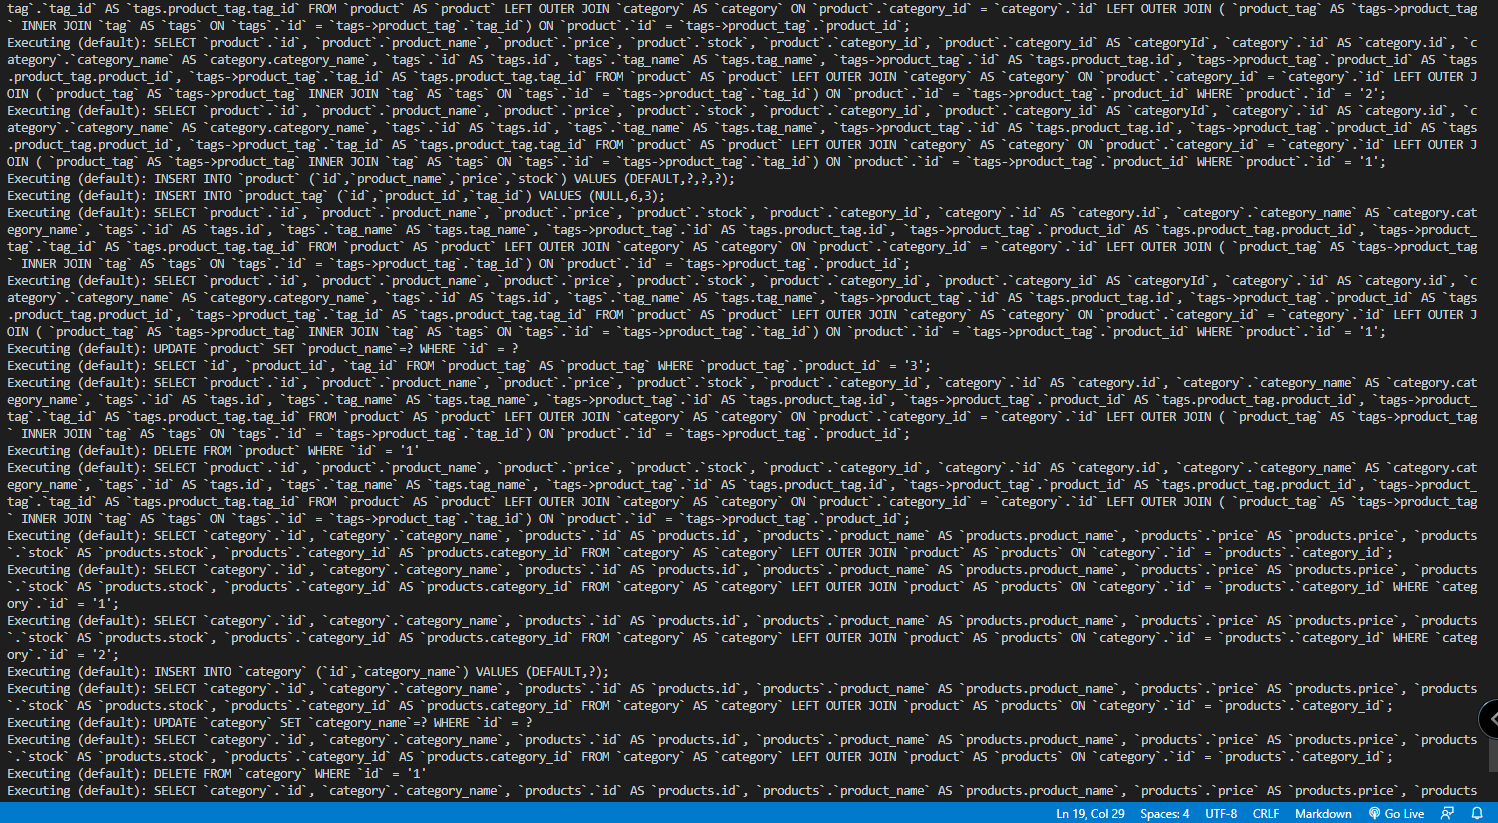 tag`.`tag_id` AS `tags.product_tag.tag_id` FROM `product` AS `product` LEFT OUTER JOIN `category` AS `category` ON `product`.`category_id` = `category`.`id` LEFT OUTER JOIN ( `product_tag` AS `tags->product_tag
` INNER JOIN `tag` AS `tags` ON `tags`.`id` = `tags->product_tag`.`tag_id`) ON `product`.`id` = `tags->product_tag`.`product_id`;
Executing (default): SELECT `product`.`id`, `product`.`product_name`, `product`.`price`, `product`.`stock`, `product`.`category_id`, `product`.`category_id` AS `categoryId`, `category`.`id` AS `category.id`, `c
ategory`.`category_name` AS `category.category_name`, `tags`.`id` AS `tags.id`, `tags`.`tag_name` AS `tags.tag_name`, `tags->product_tag`.`id` AS `tags.product_tag.id`, `tags->product_tag`.`product_id` AS `tags
.product_tag.product_id`, `tags->product_tag`.`tag_id` AS `tags.product_tag.tag_id` FROM `product` AS `product` LEFT OUTER JOIN `category` AS `category` ON `product`.`category_id` = `category`.`id` LEFT OUTER J
OIN ( `product_tag` AS `tags->product_tag` INNER JOIN `tag` AS `tags` ON `tags`.`id` = `tags->product_tag`.`tag_id`) ON `product`.`id` = `tags->product_tag`.`product_id` WHERE `product`.`id` = '2';
Executing (default): SELECT `product`.`id`, `product`.`product_name`, `product`.`price`, `product`.`stock`, `product`.`category_id`, `product`.`category_id` AS `categoryId`, `category`.`id` AS `category.id`, `c
ategory`.`category_name` AS `category.category_name`, `tags`.`id` AS `tags.id`, `tags`.`tag_name` AS `tags.tag_name`, `tags->product_tag`.`id` AS `tags.product_tag.id`, `tags->product_tag`.`product_id` AS `tags
.product_tag.product_id`, `tags->product_tag`.`tag_id` AS `tags.product_tag.tag_id` FROM `product` AS `product` LEFT OUTER JOIN `category` AS `category` ON `product`.`category_id` = `category`.`id` LEFT OUTER J
OIN ( `product_tag` AS `tags->product_tag` INNER JOIN `tag` AS `tags` ON `tags`.`id` = `tags->product_tag`.`tag_id`) ON `product`.`id` = `tags->product_tag`.`product_id` WHERE `product`.`id` = '1';
Executing (default): INSERT INTO `product` (`id`,`product_name`,`price`,`stock`) VALUES (DEFAULT,?,?,?);
Executing (default): INSERT INTO `product_tag` (`id`,`product_id`,`tag_id`) VALUES (NULL,6,3);
Executing (default): SELECT `product`.`id`, `product`.`product_name`, `product`.`price`, `product`.`stock`, `product`.`category_id`, `category`.`id` AS `category.id`, `category`.`category_name` AS `category.cat
egory_name`, `tags`.`id` AS `tags.id`, `tags`.`tag_name` AS `tags.tag_name`, `tags->product_tag`.`id` AS `tags.product_tag.id`, `tags->product_tag`.`product_id` AS `tags.product_tag.product_id`, `tags->product_
tag`.`tag_id` AS `tags.product_tag.tag_id` FROM `product` AS `product` LEFT OUTER JOIN `category` AS `category` ON `product`.`category_id` = `category`.`id` LEFT OUTER JOIN ( `product_tag` AS `tags->product_tag
` INNER JOIN `tag` AS `tags` ON `tags`.`id` = `tags->product_tag`.`tag_id`) ON `product`.`id` = `tags->product_tag`.`product_id`;
Executing (default): SELECT `product`.`id`, `product`.`product_name`, `product`.`price`, `product`.`stock`, `product`.`category_id`, `product`.`category_id` AS `categoryId`, `category`.`id` AS `category.id`, `c
ategory`.`category_name` AS `category.category_name`, `tags`.`id` AS `tags.id`, `tags`.`tag_name` AS `tags.tag_name`, `tags->product_tag`.`id` AS `tags.product_tag.id`, `tags->product_tag`.`product_id` AS `tags
.product_tag.product_id`, `tags->product_tag`.`tag_id` AS `tags.product_tag.tag_id` FROM `product` AS `product` LEFT OUTER JOIN `category` AS `category` ON `product`.`category_id` = `category`.`id` LEFT OUTER J
OIN ( `product_tag` AS `tags->product_tag` INNER JOIN `tag` AS `tags` ON `tags`.`id` = `tags->product_tag`.`tag_id`) ON `product`.`id` = `tags->product_tag`.`product_id` WHERE `product`.`id` = '1';
Executing (default): UPDATE `product` SET `product_name`=? WHERE `id` = ?
Executing (default): SELECT `id`, `product_id`, `tag_id` FROM `product_tag` AS `product_tag` WHERE `product_tag`.`product_id` = '3';
Executing (default): SELECT `product`.`id`, `product`.`product_name`, `product`.`price`, `product`.`stock`, `product`.`category_id`, `category`.`id` AS `category.id`, `category`.`category_name` AS `category.cat
egory_name`, `tags`.`id` AS `tags.id`, `tags`.`tag_name` AS `tags.tag_name`, `tags->product_tag`.`id` AS `tags.product_tag.id`, `tags->product_tag`.`product_id` AS `tags.product_tag.product_id`, `tags->product_
tag`.`tag_id` AS `tags.product_tag.tag_id` FROM `product` AS `product` LEFT OUTER JOIN `category` AS `category` ON `product`.`category_id` = `category`.`id` LEFT OUTER JOIN ( `product_tag` AS `tags->product_tag
` INNER JOIN `tag` AS `tags` ON `tags`.`id` = `tags->product_tag`.`tag_id`) ON `product`.`id` = `tags->product_tag`.`product_id`;
Executing (default): DELETE FROM `product` WHERE `id` = '1'
Executing (default): SELECT `product`.`id`, `product`.`product_name`, `product`.`price`, `product`.`stock`, `product`.`category_id`, `category`.`id` AS `category.id`, `category`.`category_name` AS `category.cat
egory_name`, `tags`.`id` AS `tags.id`, `tags`.`tag_name` AS `tags.tag_name`, `tags->product_tag`.`id` AS `tags.product_tag.id`, `tags->product_tag`.`product_id` AS `tags.product_tag.product_id`, `tags->product_
tag`.`tag_id` AS `tags.product_tag.tag_id` FROM `product` AS `product` LEFT OUTER JOIN `category` AS `category` ON `product`.`category_id` = `category`.`id` LEFT OUTER JOIN ( `product_tag` AS `tags->product_tag
` INNER JOIN `tag` AS `tags` ON `tags`.`id` = `tags->product_tag`.`tag_id`) ON `product`.`id` = `tags->product_tag`.`product_id`;
Executing (default): SELECT `category`.`id`, `category`.`category_name`, `products`.`id` AS `products.id`, `products`.`product_name` AS `products.product_name`, `products`.`price` AS `products.price`, `products
`.`stock` AS `products.stock`, `products`.`category_id` AS `products.category_id` FROM `category` AS `category` LEFT OUTER JOIN `product` AS `products` ON `category`.`id` = `products`.`category_id`;
Executing (default): SELECT `category`.`id`, `category`.`category_name`, `products`.`id` AS `products.id`, `products`.`product_name` AS `products.product_name`, `products`.`price` AS `products.price`, `products
`.`stock` AS `products.stock`, `products`.`category_id` AS `products.category_id` FROM `category` AS `category` LEFT OUTER JOIN `product` AS `products` ON `category`.`id` = `products`.`category_id` WHERE `categ
ory`.`id` = '1';
Executing (default): SELECT `category`.`id`, `category`.`category_name`, `products`.`id` AS `products.id`, `products`.`product_name` AS `products.product_name`, `products`.`price` AS `products.price`, `products
`.`stock` AS `products.stock`, `products`.`category_id` AS `products.category_id` FROM `category` AS `category` LEFT OUTER JOIN `product` AS `products` ON `category`.`id` = `products`.`category_id` WHERE `categ
ory`.`id` = '2';
Executing (default): INSERT INTO `category` (`id`,`category_name`) VALUES (DEFAULT,?);
Executing (default): SELECT `category`.`id`, `category`.`category_name`, `products`.`id` AS `products.id`, `products`.`product_name` AS `products.product_name`, `products`.`price` AS `products.price`, `products
`.`stock` AS `products.stock`, `products`.`category_id` AS `products.category_id` FROM `category` AS `category` LEFT OUTER JOIN `product` AS `products` ON `category`.`id` = `products`.`category_id`;
Executing (default): UPDATE `category` SET `category_name`=? WHERE `id` = ?
Executing (default): SELECT `category`.`id`, `category`.`category_name`, `products`.`id` AS `products.id`, `products`.`product_name` AS `products.product_name`, `products`.`price` AS `products.price`, `products
`.`stock` AS `products.stock`, `products`.`category_id` AS `products.category_id` FROM `category` AS `category` LEFT OUTER JOIN `product` AS `products` ON `category`.`id` = `products`.`category_id`;
Executing (default): DELETE FROM `category` WHERE `id` = '1'
Executing (default): SELECT `category`.`id`, `category`.`category_name`, `products`.`id` AS `products.id`, `products`.`product_name` AS `products.product_name`, `products`.`price` AS `products.price`, `products
Ln 19, Col 29 Spaces: 4 UTF-8 CRLF Markdown Go Live